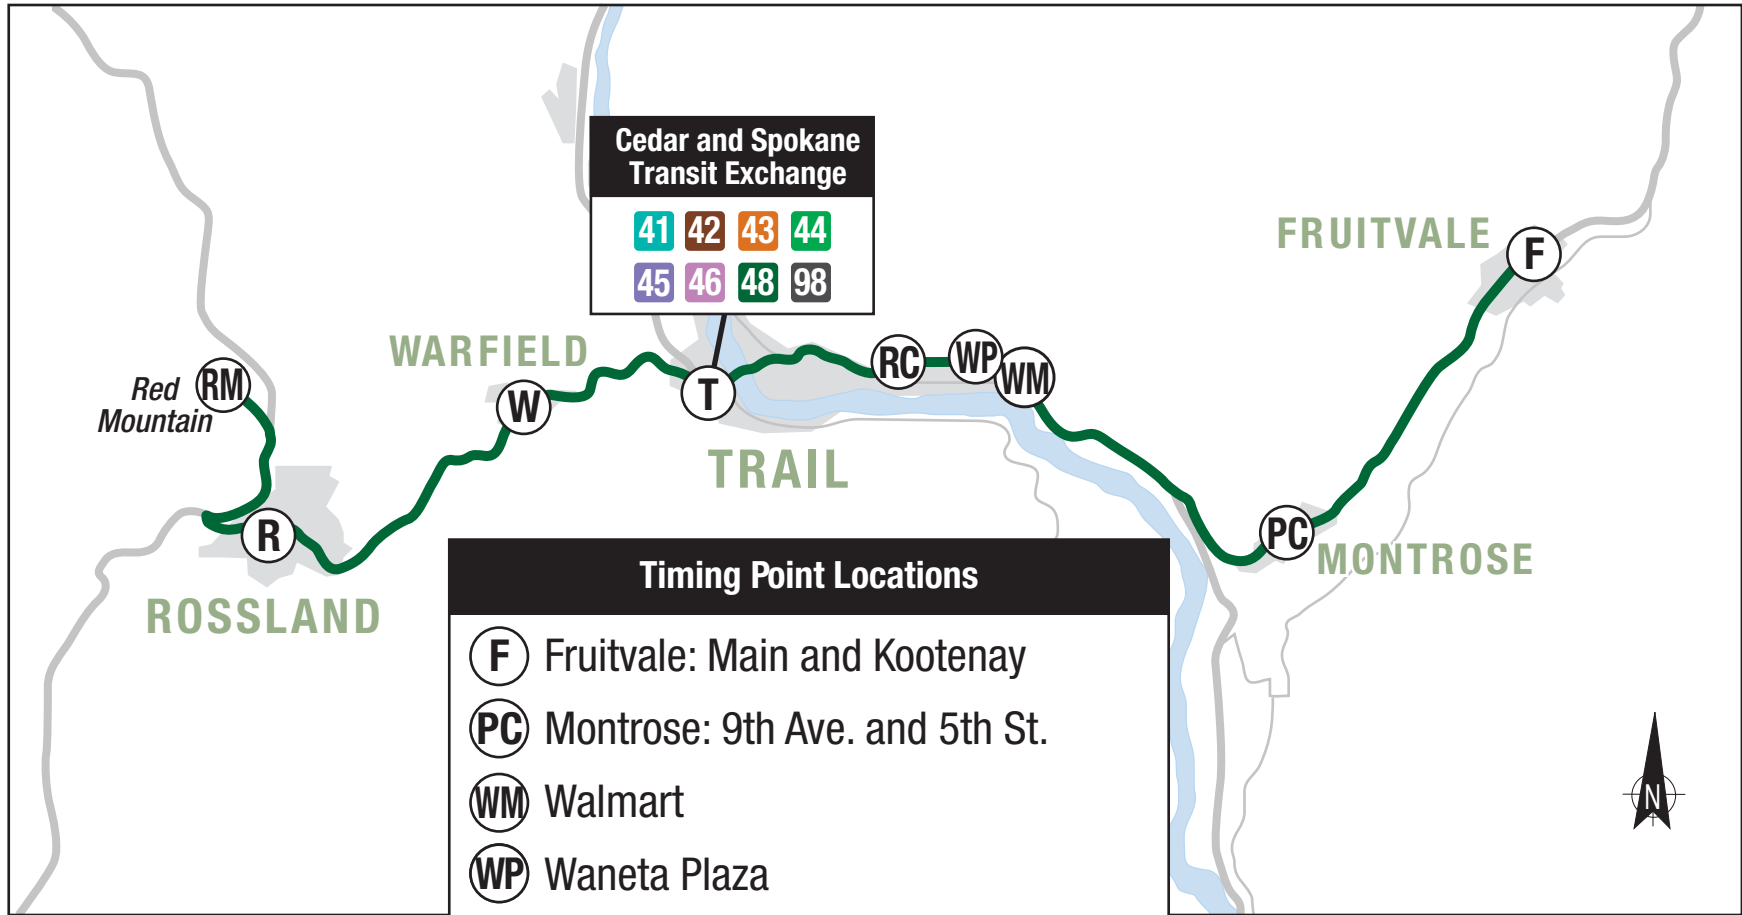 Cedar and Spokane
Transit Exchange
41 42 43 44
45 46 48 98
FRUITVALE
F
WARFIELD
RM
Red
Mountain
W
T
RC
WP
WM
TRAIL
R
ROSSLAND
PC
MONTROSE
Timing Point Locations
F Fruitvale: Main and Kootenay
PC Montrose: 9th Ave. and 5th St.
WM Walmart
WP Waneta Plaza
N